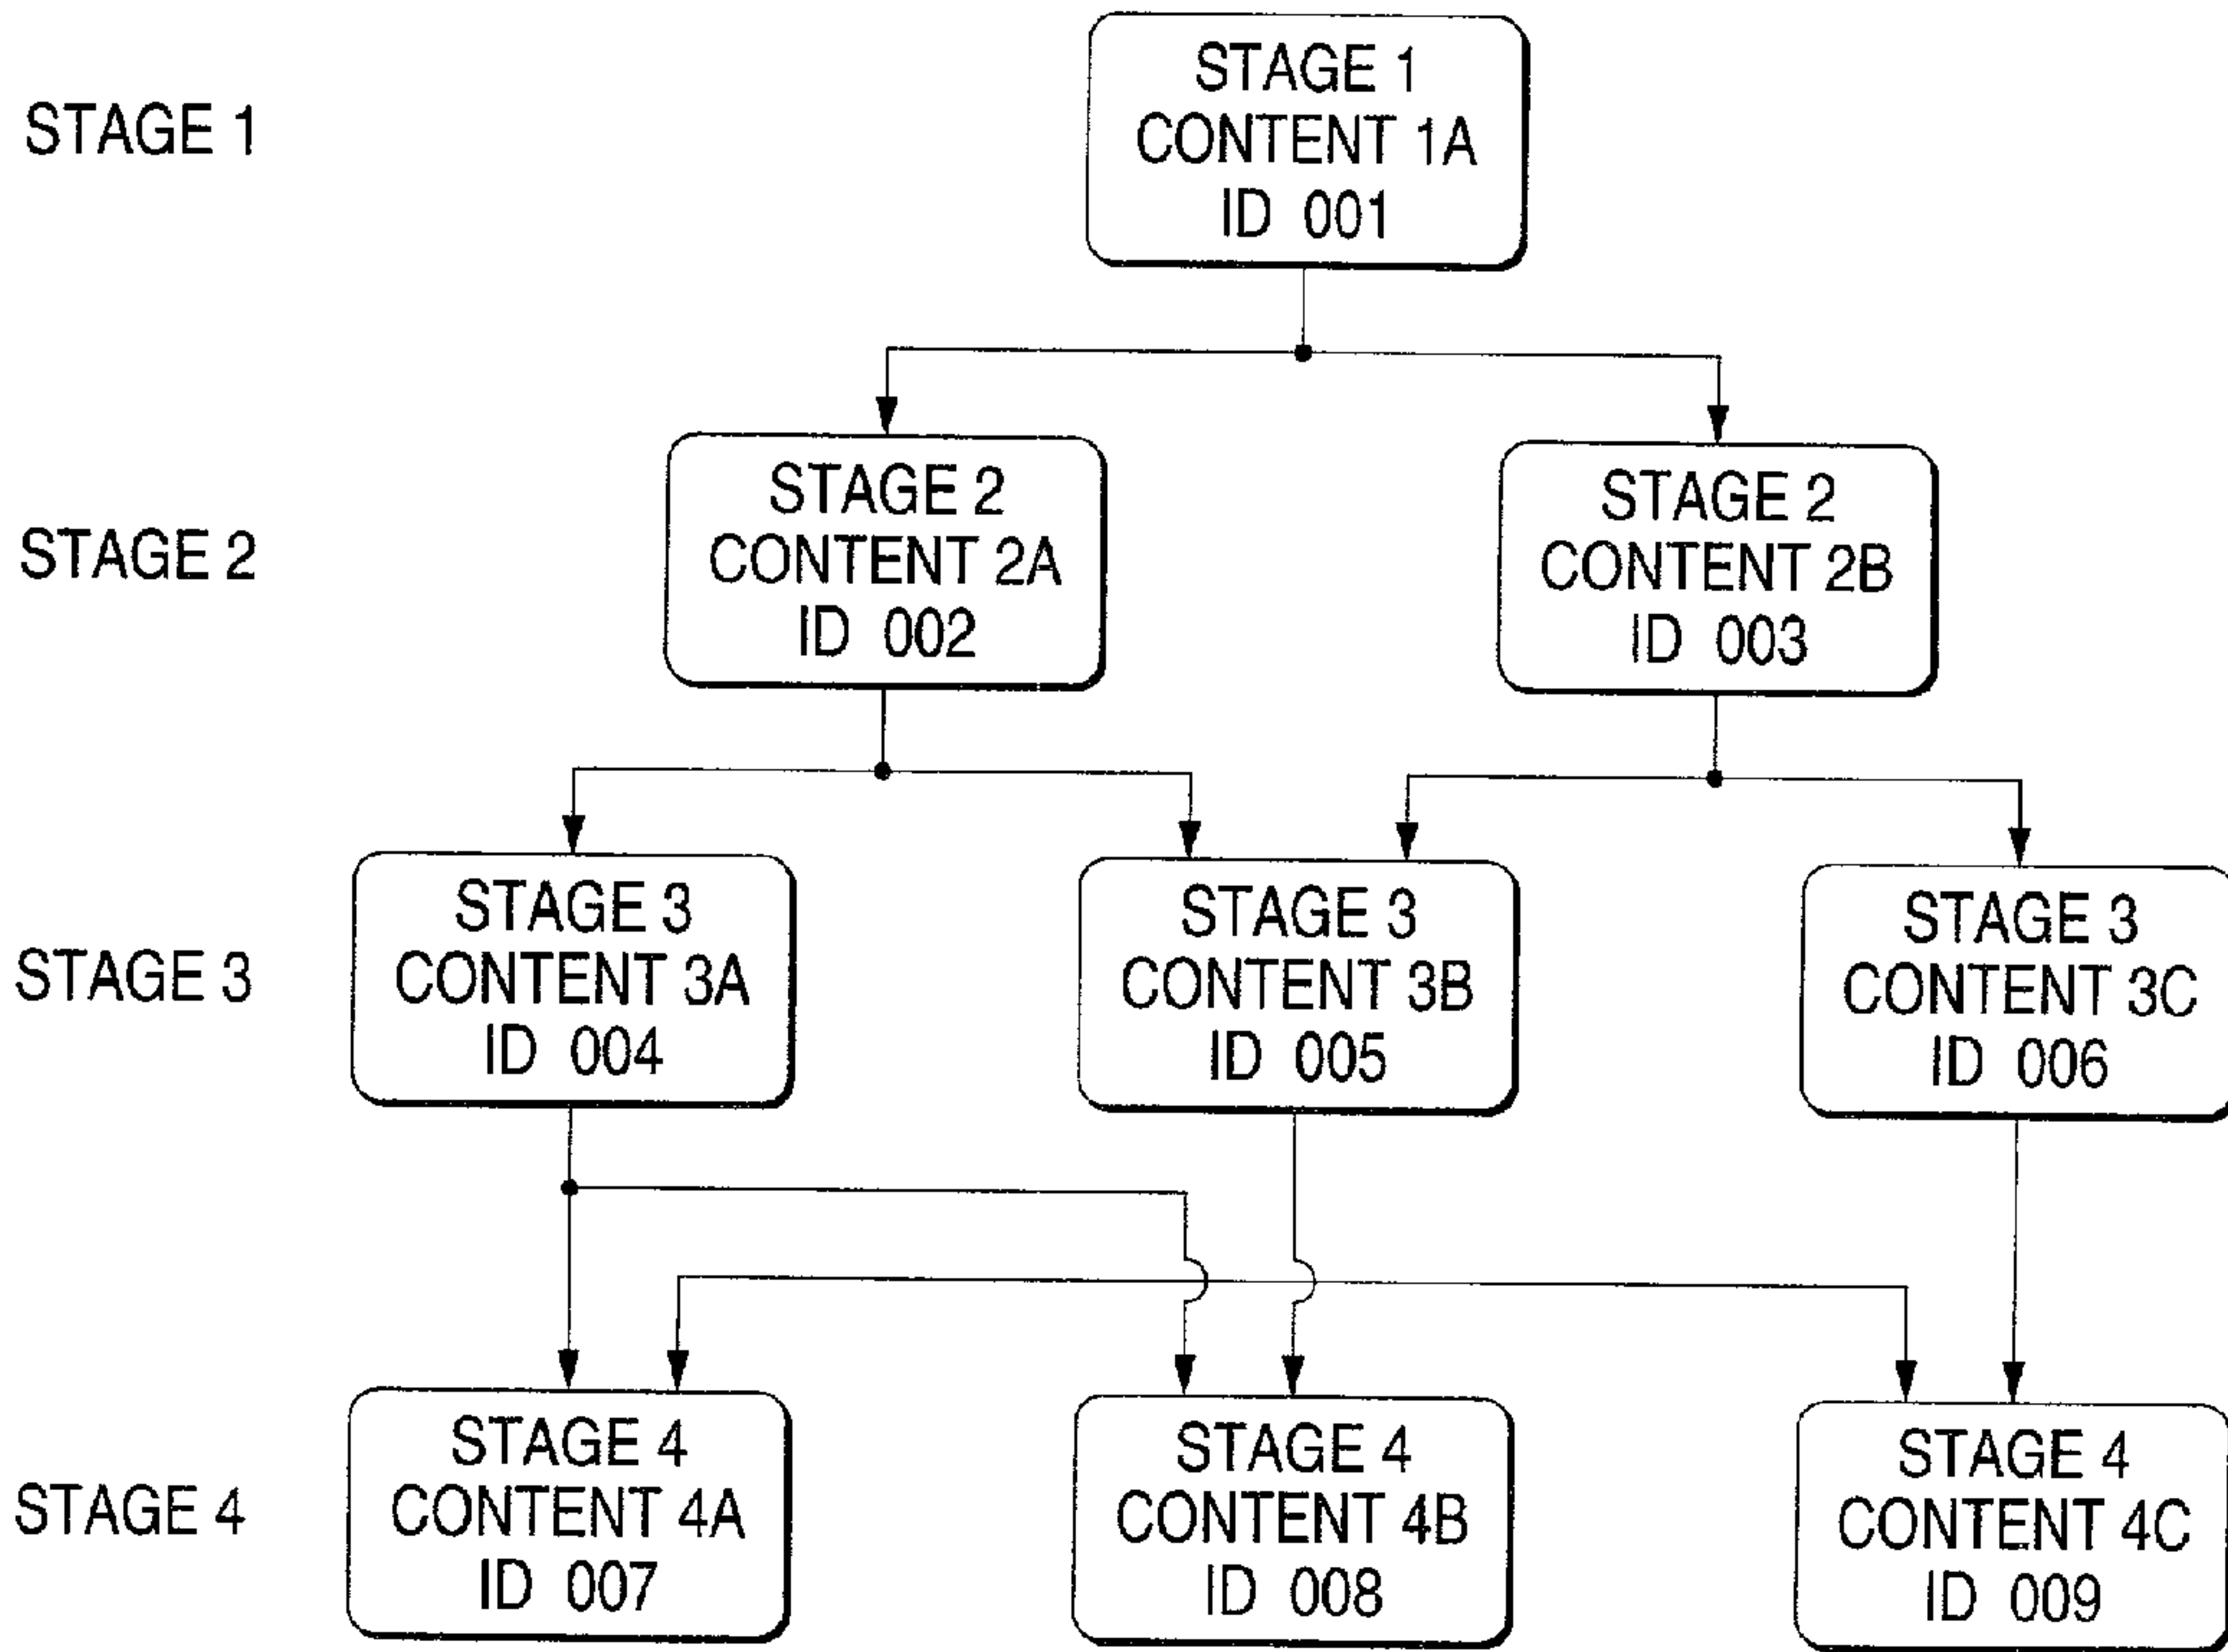 STAGE 1
STAGE 1
CONTENT 1A
ID 001
STAGE 2
STAGE 2
CONTENT 2A
ID 002
STAGE 2
CONTENT 2B
ID 003
STAGE 3
STAGE 3
CONTENT 3A
ID 004
STAGE 3
CONTENT 3B
ID 005
STAGE 3
CONTENT 3C
ID 006
STAGE 4
STAGE 4
CONTENT 4A
ID 007
STAGE 4
CONTENT 4B
ID 008
STAGE 4
CONTENT 4C
ID 009